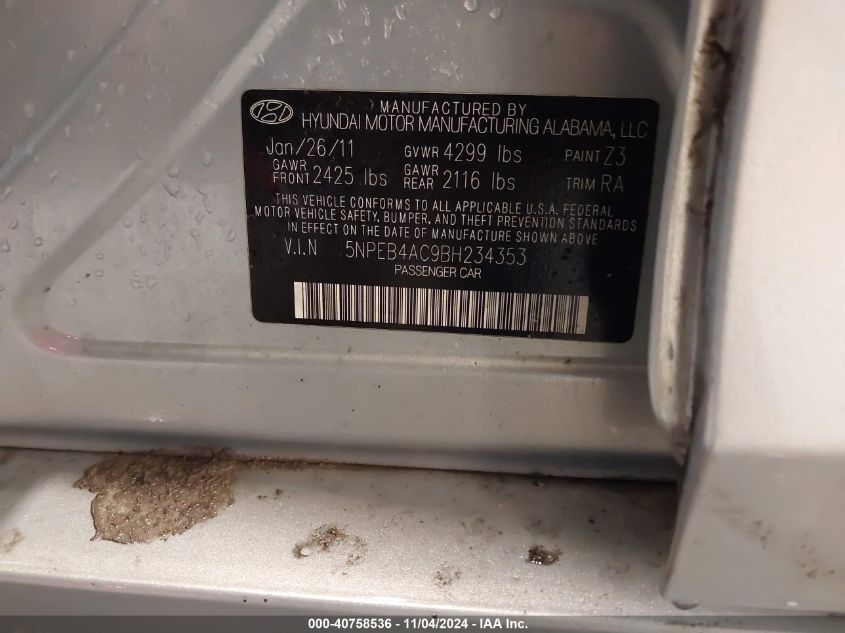 MANUFACTURED BY
HYUNDAI MOTOR MANUFACTURING ALABAMA, LLC
Jan/26/11 GVWR 4299 lbs PAINT Z3
GAWR FRONT 2425 lbs GAWR REAR 2116 lbs TRIM RA
THIS VEHICLE CONFORMS TO ALL APPLICABLE U.S.A. FEDERAL
MOTOR VEHICLE SAFETY, BUMPER, AND THEFT PREVENTION STANDARDS
IN EFFECT ON THE DATE OF MANUFACTURE SHOWN ABOVE
V.I.N 5NPEB4AC9BH234353
PASSENGER CAR
000-40758536 - 11/04/2024 - IAA Inc.